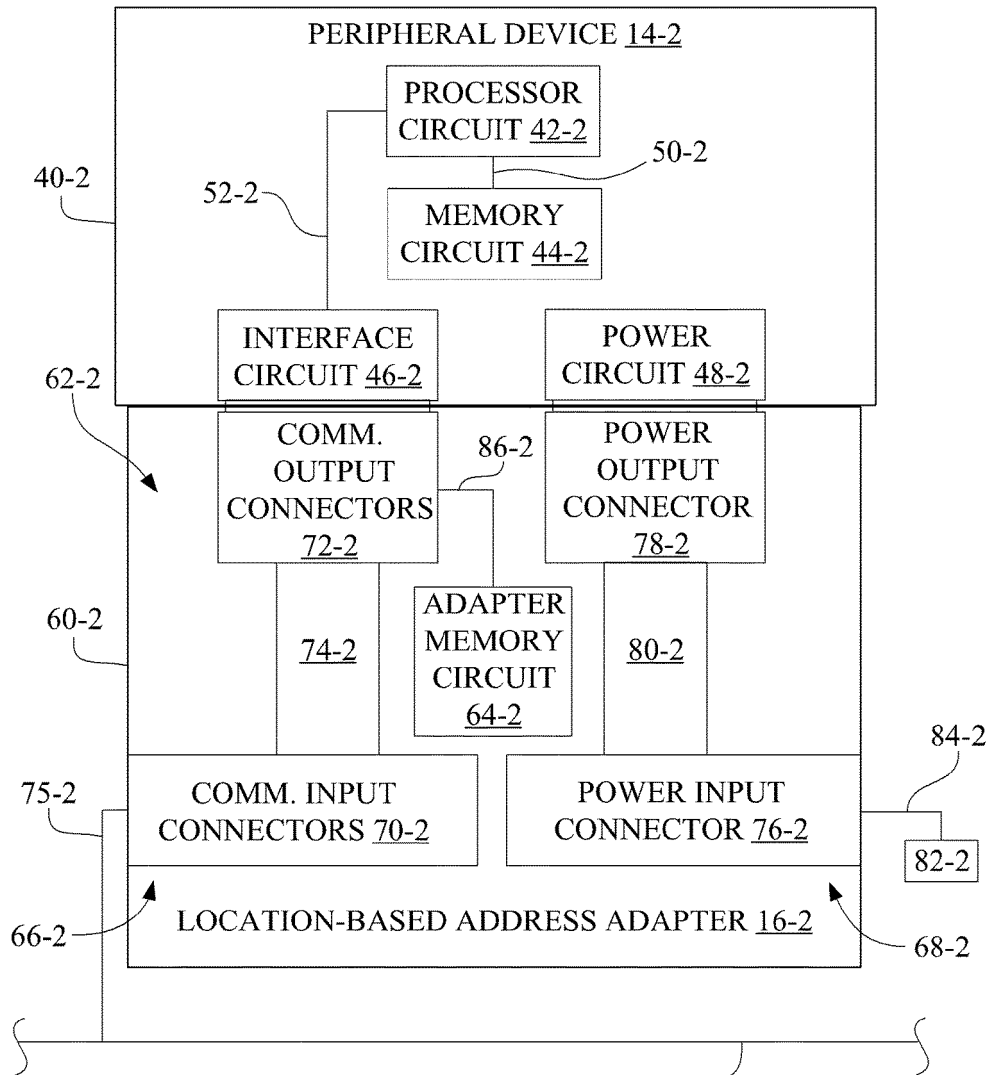 PERIPHERAL DEVICE 14-2
PROCESSOR
CIRCUIT 42-2
50-2
40-2
52-2
MEMORY
CIRCUIT 44-2
INTERFACE
CIRCUIT 46-2
POWER
CIRCUIT 48-2
62-2
COMM.
OUTPUT
CONNECTORS
72-2
86-2
POWER
OUTPUT
CONNECTOR
78-2
60-2
74-2
ADAPTER
MEMORY
CIRCUIT
64-2
80-2
84-2
75-2
COMM. INPUT
CONNECTORS 70-2
POWER INPUT
CONNECTOR 76-2
82-2
66-2
LOCATION-BASED ADDRESS ADAPTER 16-2
68-2